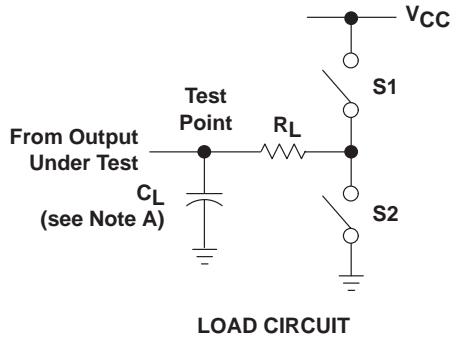 VCC
S1
Test
Point
RL
From Output
Under Test
CL
(see Note A)
S2
LOAD CIRCUIT